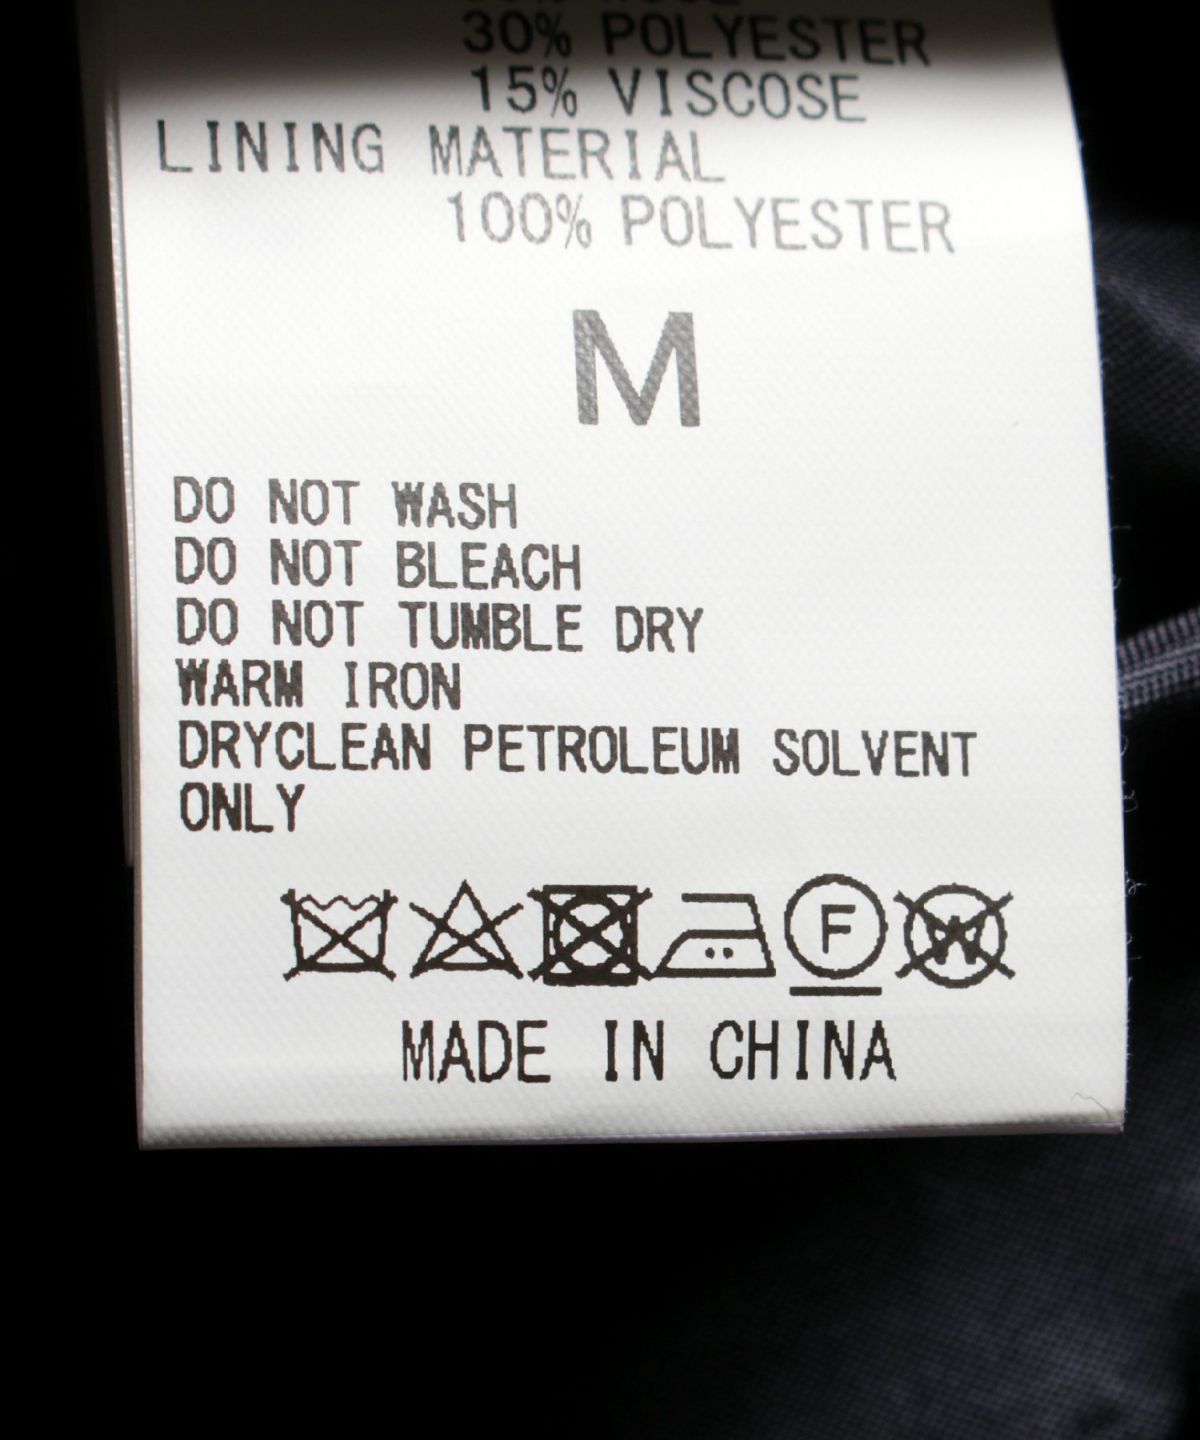 30% POLYESTER
15% VISCOSE
LINING MATERIAL
100% POLYESTER
M
DO NOT WASH
DO NOT BLEACH
DO NOT TUMBLE DRY
WARM IRON
DRYCLEAN PETROLEUM SOLVENT
ONLY
F W
MADE IN CHINA